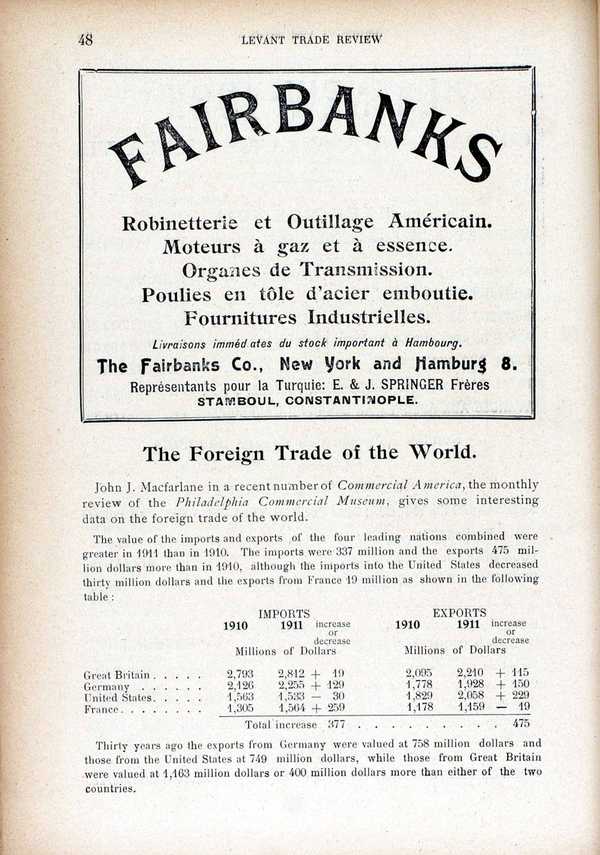 48 LEVANT TRADE REVIEW
FAIRBANKS
Robinetterie et Outillage Américain.
Moteurs à gaz et à essence.
Organes de Transmission.
Poulies en tôle d'acier emboutie.
Fournitures Industrielles.
Livraisons imméd ates du stock important à Hambourg.
The Fairbanks Co., New York and Hamburg 8.
Représentants pour la Turquie: E. & J. SPRINGER Frères
STAMBOUL, CONSTANTINOPLE.
The Foreign Trade of the World.
John J. Macfarlane in a recent number of Commercial America, the monthly
review of the Philadelphia Commercial Museum, gives some interesting
data on the foreign trade of the world.
The value of the imports and exports of the four leading nations combined were
greater in 1911 than in 1910. The imports were 337 million and the exports 475 mil-
lion dollars more than in 1910, although the imports into the United States decreased
thirty million dollars and the exports from France 19 million as shown in the following
table :
IMPORTS EXPORTS
1910 1911 increase 1910 1911 increase
or or
decrease decrease
Millions of Dollars Millions of Dollars
Great Britain . . . . . 2,793 2,812 + 19 2,095 2,210 + 115
Germany . . . . . . 2,126 2,255 + 129 1,778 1,928 + 150
United States. . . . . 1,563 1,533 — 30 1,829 2,058 + 229
France. . . . . . . . 1,305 1,564 + 259 1,178 1,159 — 19
Total increase 377 . . . . . . . . . 475
Thirty years ago the exports from Germany were valued at 758 million dollars and
those from the United States at 749 million dollars, while those from Great Britain
were valued at 1,163 million dollars or 400 million dollars more than either of the two
countries.